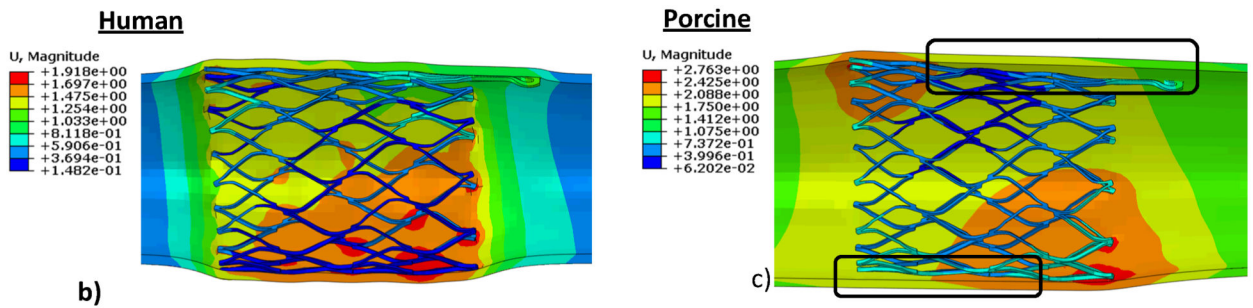 Human
U, Magnitude
+1.918e+00
+1.697e+00
+1.475e+00
+1.254e+00
+1.033e+00
+8.118e-01
+5.906e-01
+3.694e-01
+1.482e-01
b)
Porcine
U, Magnitude
+2.763e+00
+2.425e+00
+2.088e+00
+1.750e+00
+1.412e+00
+1.075e+00
+7.372e-01
+3.996e-01
+6.202e-02
c)